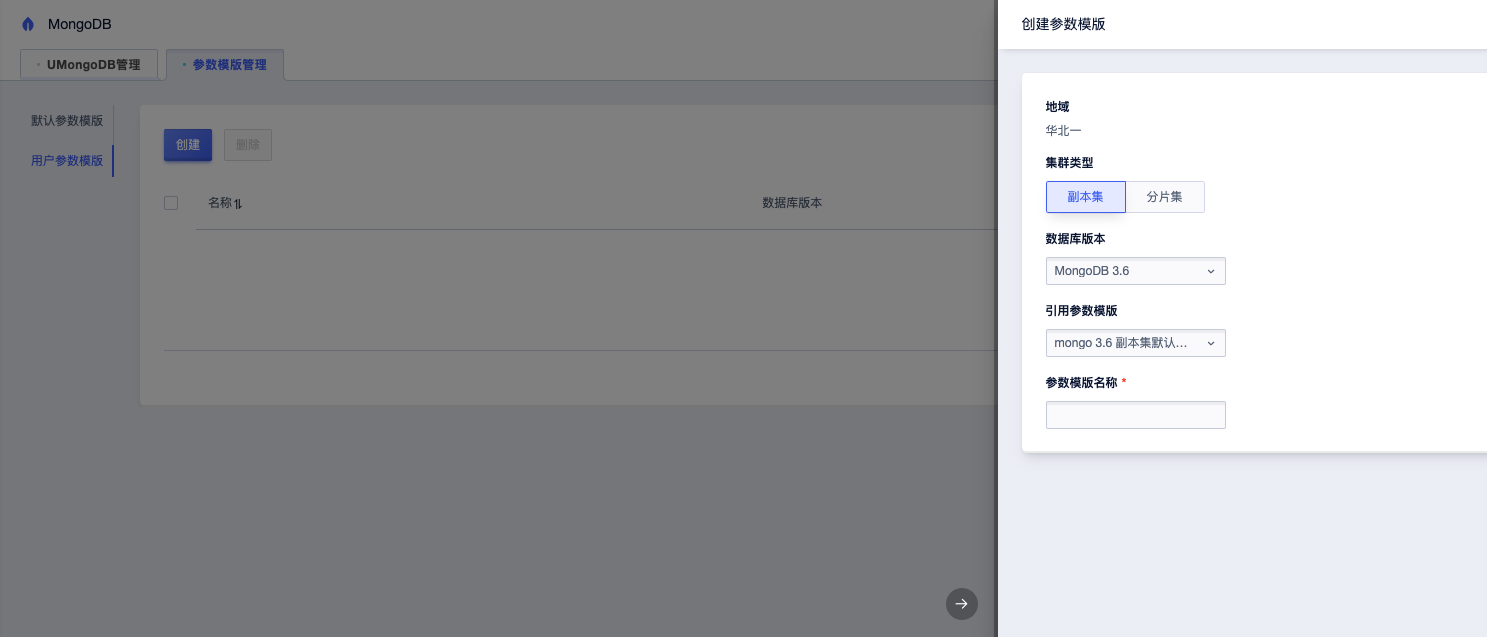 MongoDB
UMongoDB管理
参数模版管理
默认参数模版
用户参数模版
创建
删除
名称
数据库版本
创建参数模版
地域
华北一
集群类型
副本集 分片集
数据库版本
MongoDB 3.6
引用参数模版
mongo 3.6 副本集默认...
参数模版名称 *